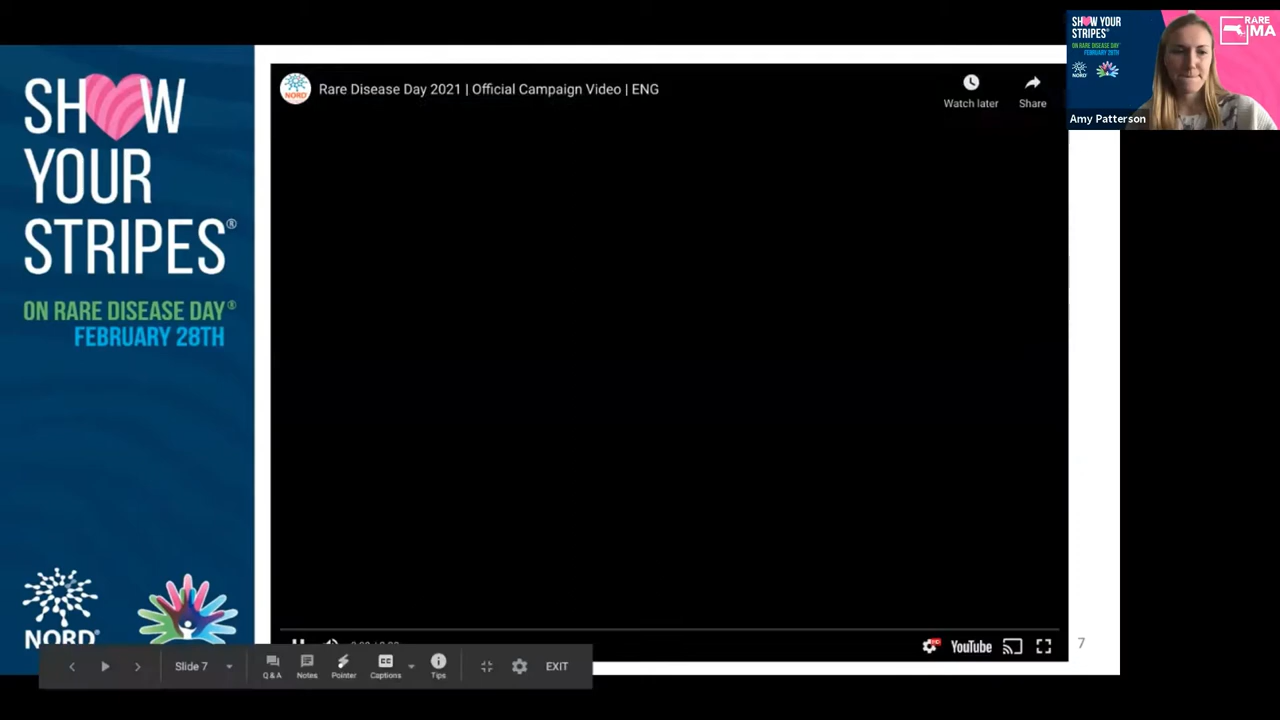 SHOW
YOUR
STRIPES®
ON RARE DISEASE DAY®
FEBRUARY 28TH
NORD®
NORD
Rare Disease Day 2021 | Official Campaign Video | ENG
Watch later
Share
YouTube
7
Slide 7
Q & A
Notes
Pointer
Captions
Tips
EXIT
SHOW YOUR
STRIPES®
ON RARE DISEASE DAY
FEBRUARY 28TH
NORD
RARE
MA
Amy Patterson